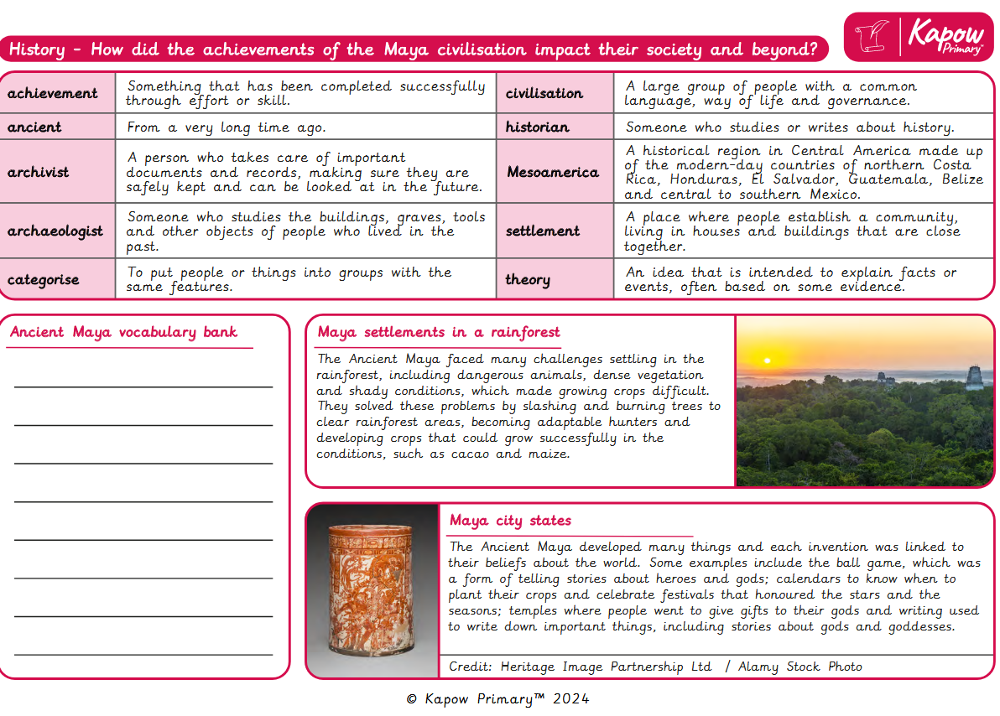 History - How did the achievements of the Maya civilisation impact their society and beyond?
Kapow
Primary™
achievement
Something that has been completed successfully
through effort or skill.
civilisation
A large group of people with a common
language, way of life and governance.
ancient
From a very long time ago.
historian
Someone who studies or writes about history.
archivist
A person who takes care of important
documents and records, making sure they are
safely kept and can be looked at in the future.
Mesoamerica
A historical region in Central America made up
of the modern-day countries of northern Costa
Rica, Honduras, El Salvador, Guatemala, Belize
and central to southern Mexico.
archaeologist
Someone who studies the buildings, graves, tools
and other objects of people who lived in the
past.
settlement
A place where people establish a community,
living in houses and buildings that are close
together.
categorise
To put people or things into groups with the
same features.
theory
An idea that is intended to explain facts or
events, often based on some evidence.
Ancient Maya vocabulary bank
Maya settlements in a rainforest
The Ancient Maya faced many challenges settling in the
rainforest, including dangerous animals, dense vegetation
and shady conditions, which made growing crops difficult.
They solved these problems by slashing and burning trees to
clear rainforest areas, becoming adaptable hunters and
developing crops that could grow successfully in the
conditions, such as cacao and maize.
Maya city states
The Ancient Maya developed many things and each invention was linked to
their beliefs about the world. Some examples include the ball game, which was
a form of telling stories about heroes and gods; calendars to know when to
plant their crops and celebrate festivals that honoured the stars and the
seasons; temples where people went to give gifts to their gods and writing used
to write down important things, including stories about gods and goddesses.
Credit: Heritage Image Partnership Ltd / Alamy Stock Photo
© Kapow Primary™ 2024